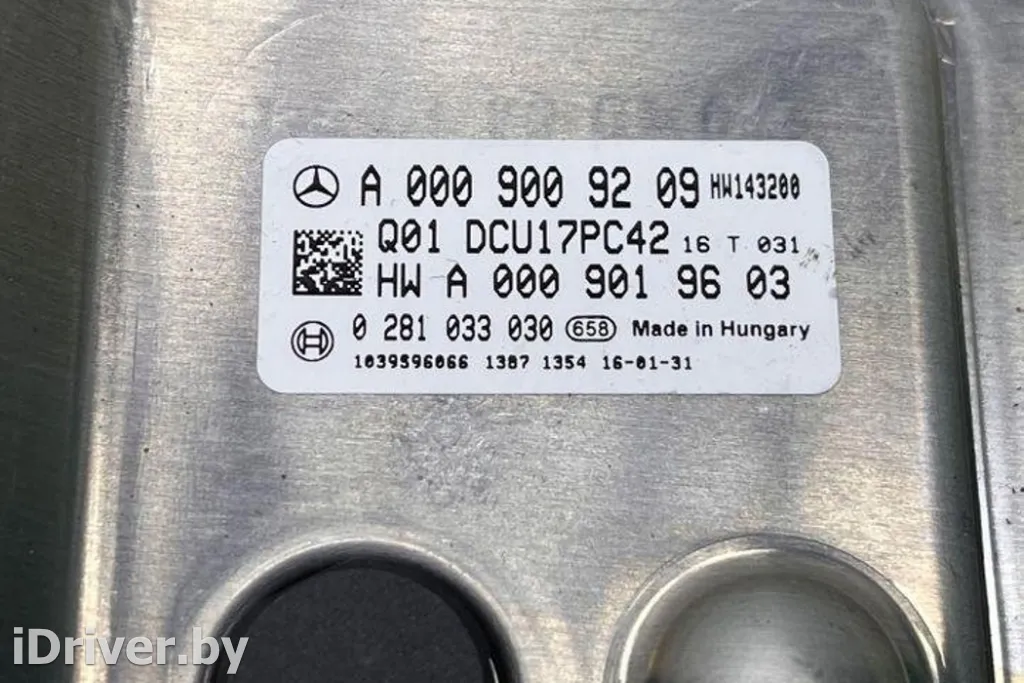 A 000 900 92 09 HW143200
Q01 DCU17PC42 16 T 031
HW A 000 901 96 03
0 281 033 030 658 Made in Hungary
1039S96066 1387 1354 16-01-31
iDriver.by